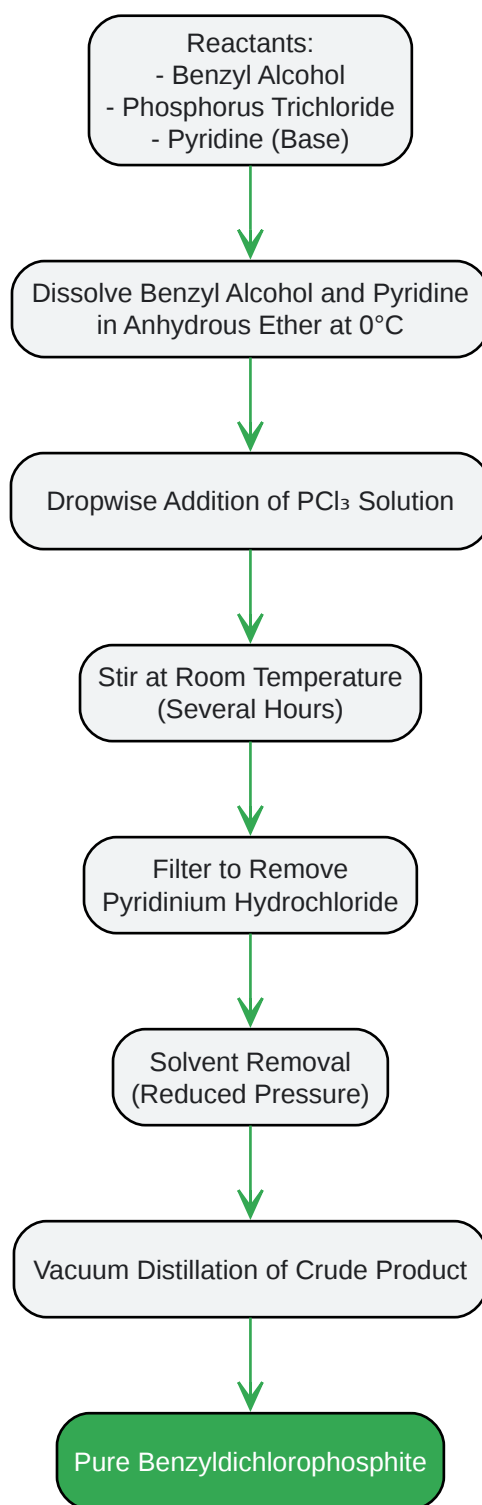 Reactants:
- Benzyl Alcohol
- Phosphorus Trichloride
- Pyridine (Base)
Dissolve Benzyl Alcohol and Pyridine
in Anhydrous Ether at 0°C
Dropwise Addition of PCl₃ Solution
Stir at Room Temperature
(Several Hours)
Filter to Remove
Pyridinium Hydrochloride
Solvent Removal
(Reduced Pressure)
Vacuum Distillation of Crude Product
Pure Benzyldichlorophosphite